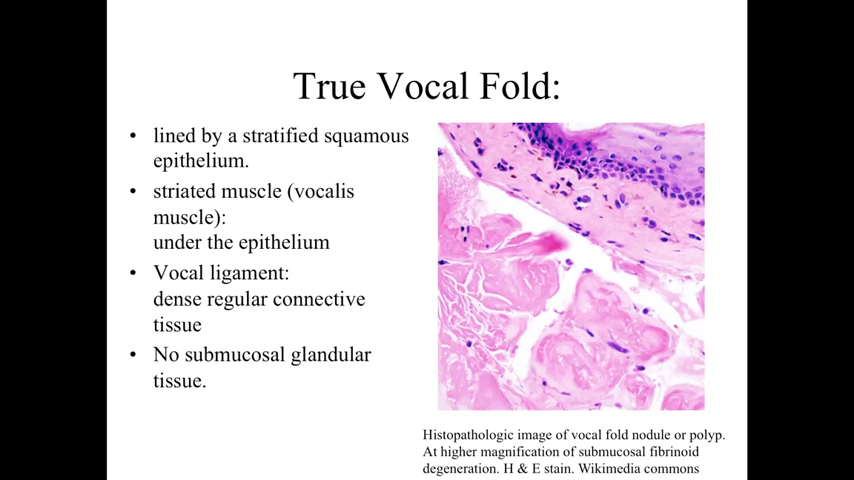 True Vocal Fold:
• lined by a stratified squamous
epithelium.
• striated muscle (vocalis
muscle):
under the epithelium
• Vocal ligament:
dense regular connective
tissue
• No submucosal glandular
tissue.
Histopathologic image of vocal fold nodule or polyp.
At higher magnification of submucosal fibrinoid
degeneration. H & E stain. Wikimedia commons